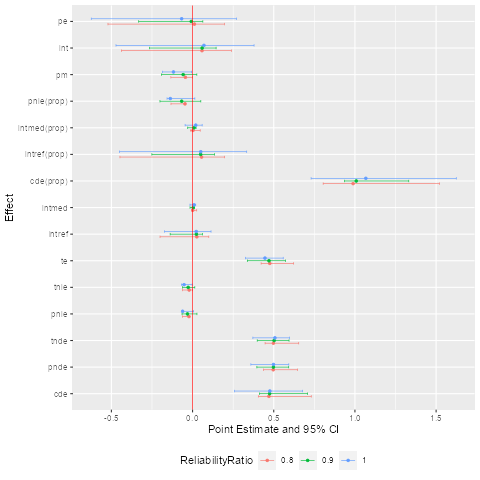 pe
int
pm
pnie(prop)
intmed(prop)
intref(prop)
cde(prop)
intmed
intref
te
tnie
pnie
tnde
pnde
cde
Effect
-0.5 0.0 0.5 1.0 1.5
Point Estimate and 95% CI
ReliabilityRatio 0.8 0.9 1